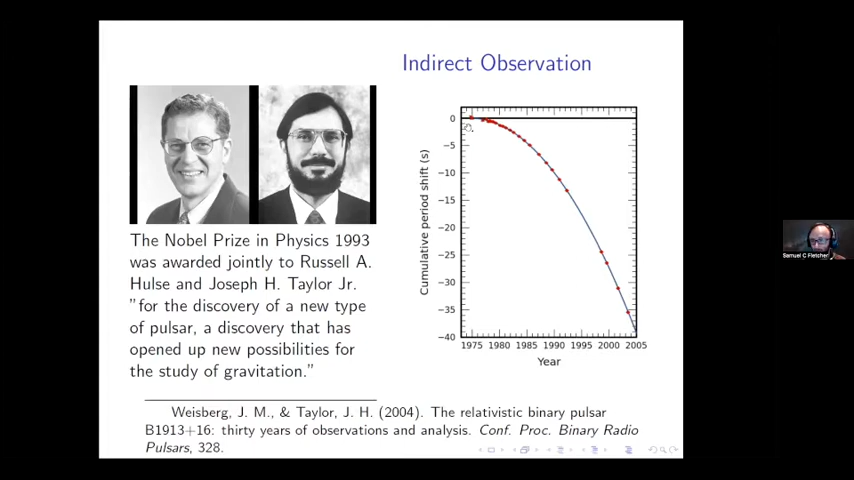 Indirect Observation
The Nobel Prize in Physics 1993
was awarded jointly to Russell A.
Hulse and Joseph H. Taylor Jr.
"for the discovery of a new type
of pulsar, a discovery that has
opened up new possibilities for
the study of gravitation."
Cumulative period shift (s)
0
−5
−10
−15
−20
−25
−30
−35
−40
1975 1980 1985 1990 1995 2000 2005
Year
Weisberg, J. M., & Taylor, J. H. (2004). The relativistic binary pulsar
B1913+16: thirty years of observations and analysis. Conf. Proc. Binary Radio
Pulsars, 328.
Samuel C Fletcher